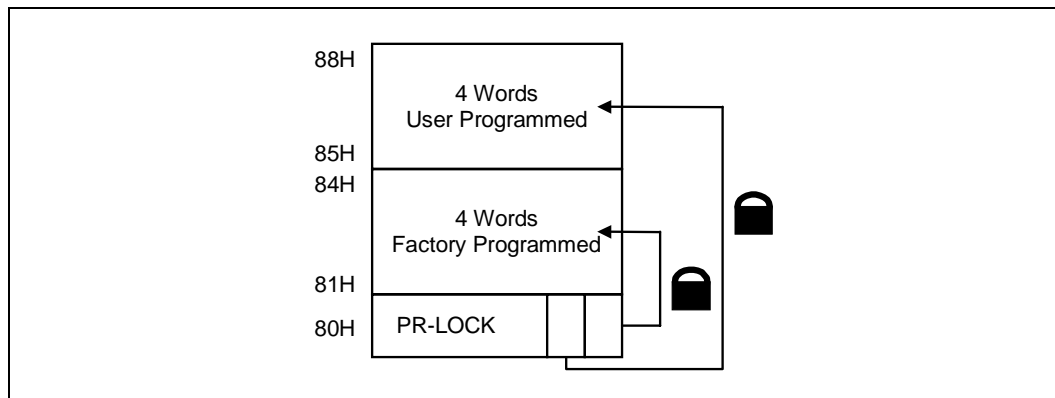 88H
4 Words
User Programmed
85H
84H
4 Words
Factory Programmed
81H
80H
PR-LOCK